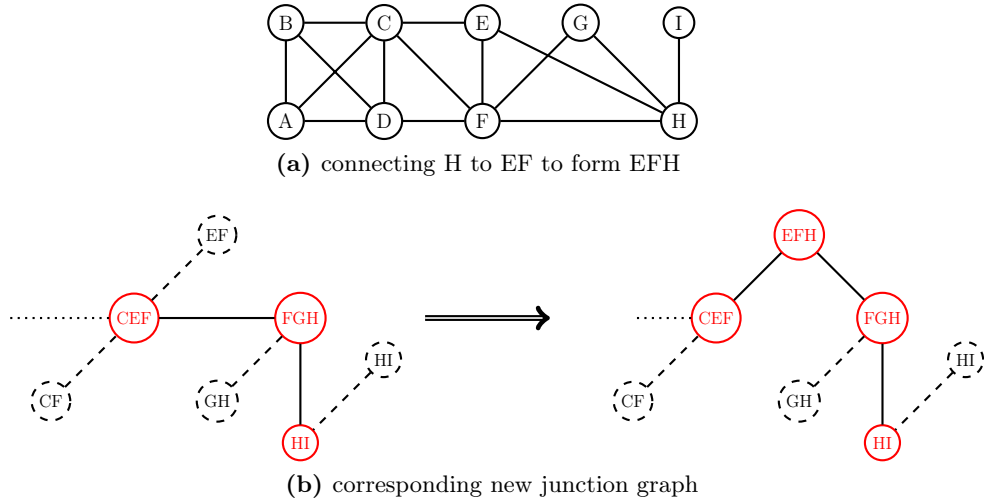 B C E G I
A D F H
(a) connecting H to EF to form EFH
EF EFH
CEF FGH CEF FGH
HI HI
CF GH CF GH
HI HI
(b) corresponding new junction graph